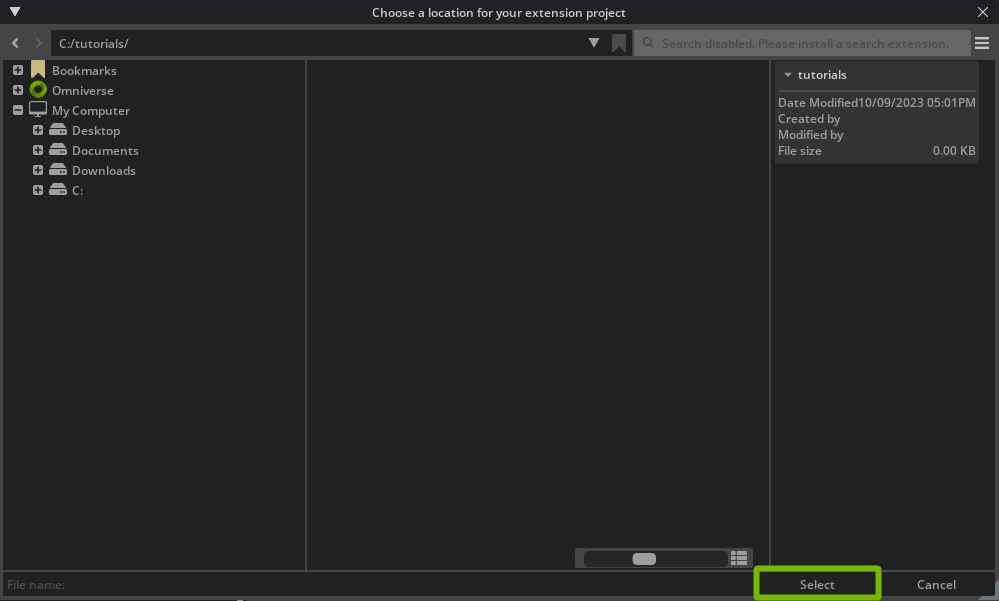 Choose a location for your extension project
C:/tutorials/
Search disabled. Please install a search extension.
Bookmarks
Omniverse
My Computer
Desktop
Documents
Downloads
C:
tutorials
Date Modified10/09/2023 05:01PM
Created by
Modified by
File size 0.00 KB
File name:
Select
Cancel